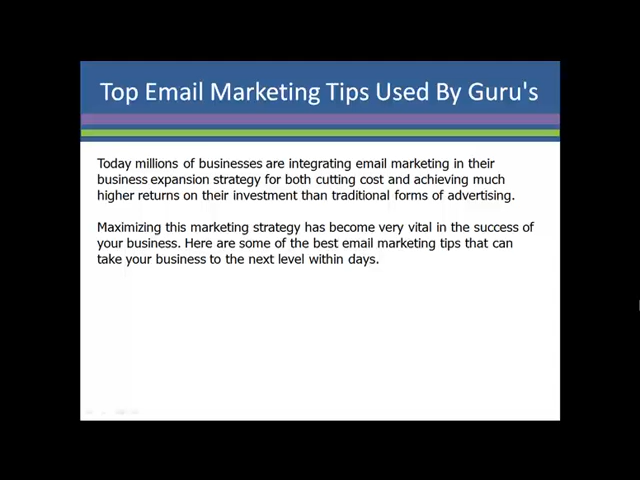 Top Email Marketing Tips Used By Guru's
Today millions of businesses are integrating email marketing in their
business expansion strategy for both cutting cost and achieving much
higher returns on their investment than traditional forms of advertising.
Maximizing this marketing strategy has become very vital in the success of
your business. Here are some of the best email marketing tips that can
take your business to the next level within days.